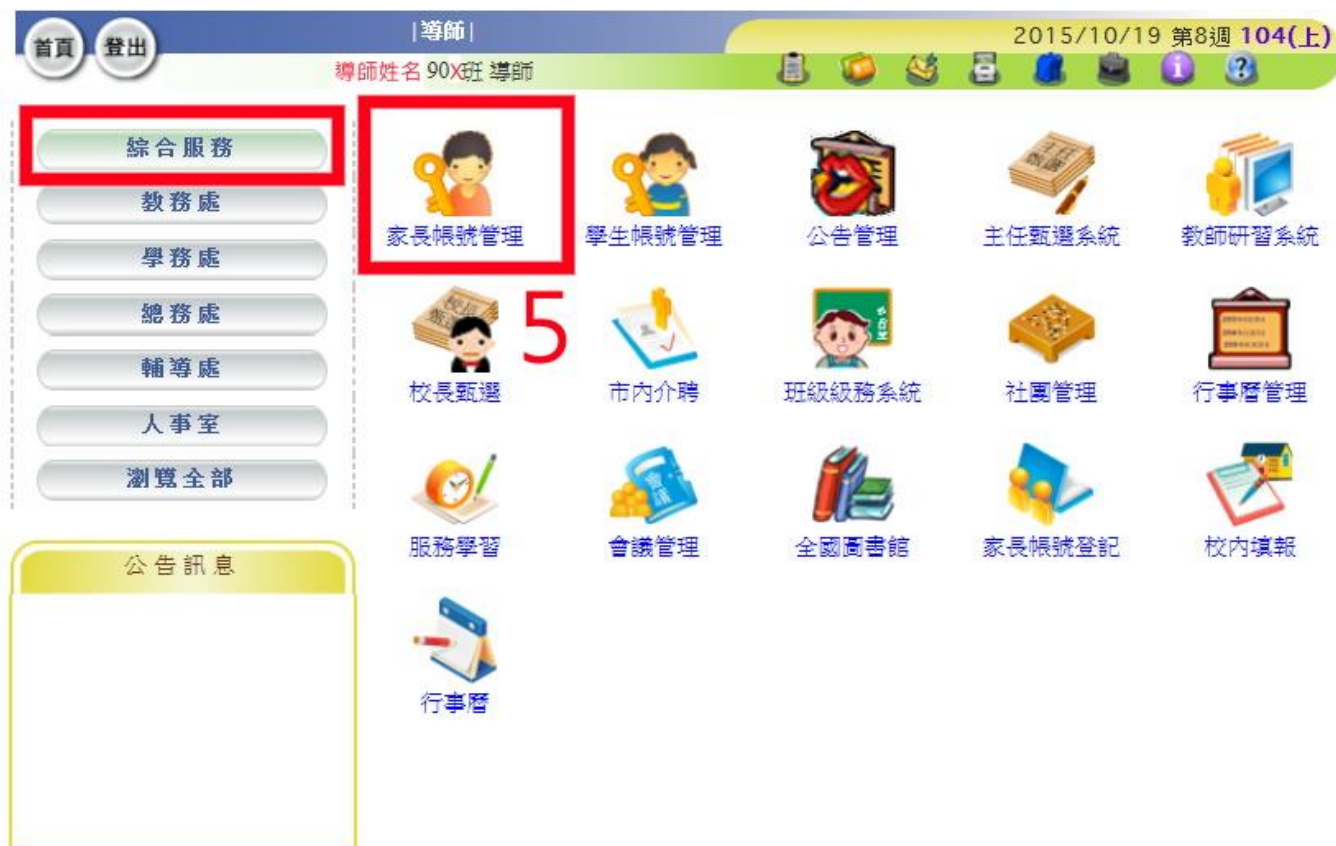 首頁 登出 |導師| 2015/10/19 第8週 104(上)
導師姓名 90X班 導師
綜合服務
教務處
學務處
總務處
輔導處
人事室
瀏覽全部
公告訊息
家長帳號管理 學生帳號管理 公告管理 主任甄選系統 教師研習系統
5
校長甄選 市內介聘 班級級務系統 社團管理 行事曆管理
會議
服務學習 會議管理 全國圖書館 家長帳號登記 校內填報
行事曆